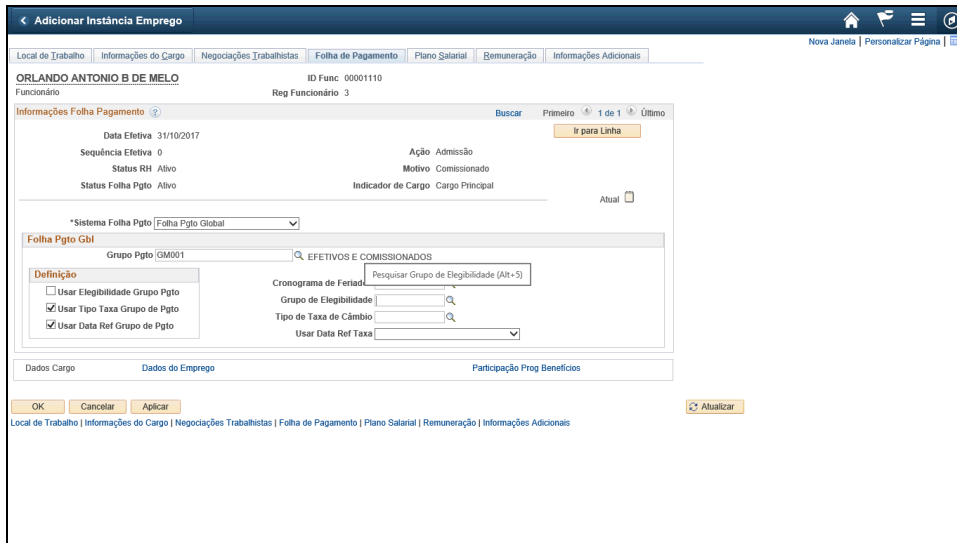 Adicionar Instância Emprego
Nova Janela | Personalizar Página |
Local de Trabalho Informações do Cargo Negociações Trabalhistas Folha de Pagamento Plano Salarial Remuneração Informações Adicionais
ORLANDO ANTONIO B DE MELO ID Func 00001110
Funcionário Reg Funcionário 3
Informações Folha Pagamento ? Buscar Primeiro 1 de 1 Último
Data Efetiva 31/10/2017 Ir para Linha
Sequência Efetiva 0 Ação Admissão
Status RH Ativo Motivo Comissionado
Status Folha Pgto Ativo Indicador de Cargo Cargo Principal
Atual
*Sistema Folha Pgto Folha Pgto Global
Folha Pgto Gbl
Grupo Pgto GM001 EFETIVOS E COMISSIONADOS
Definição
Pesquisar Grupo de Elegibilidade (Alt+5)
Usar Elegibilidade Grupo Pgto Cronograma de Feriado
Usar Tipo Taxa Grupo de Pgto Grupo de Elegibilidade
Usar Data Ref Grupo de Pgto Tipo de Taxa de Câmbio
Usar Data Ref Taxa
Dados Cargo Dados do Emprego Participação Prog Benefícios
OK Cancelar Aplicar Atualizar
Local de Trabalho | Informações do Cargo | Negociações Trabalhistas | Folha de Pagamento | Plano Salarial | Remuneração | Informações Adicionais